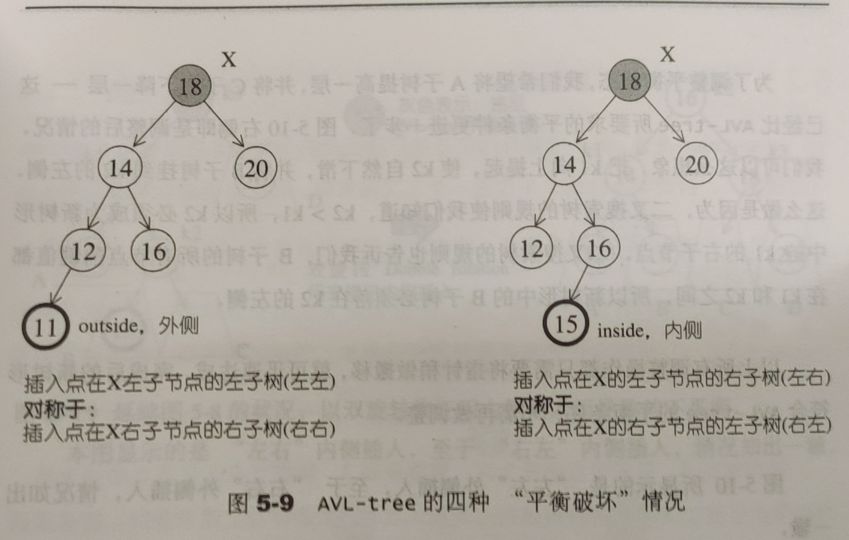 X
18
14
20
12
16
11
outside，外侧
插入点在X左子节点的左子树(左左)
对称于：
插入点在X右子节点的右子树(右右)
X
18
14
20
12
16
15
inside，内侧
插入点在X的左子节点的右子树(左右)
对称于：
插入点在X的右子节点的左子树(右左)
图 5-9 AVL-tree 的四种 “平衡破坏” 情况